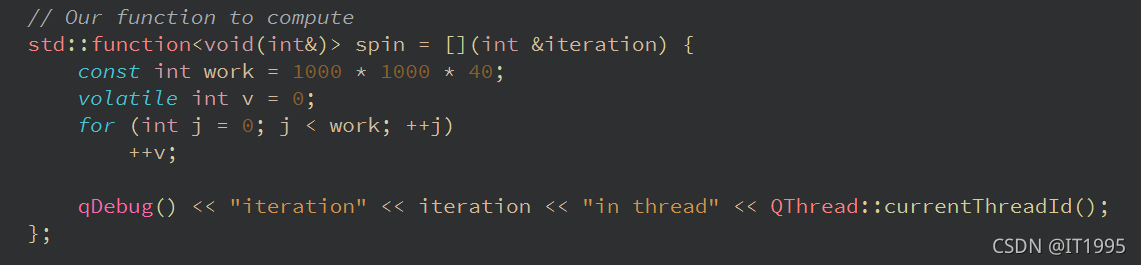 // Our function to compute
std::function<void(int&)> spin = [](int &iteration) {
    const int work = 1000 * 1000 * 40;
    volatile int v = 0;
    for (int j = 0; j < work; ++j)
        ++v;

    qDebug() << "iteration" << iteration << "in thread" << QThread::currentThreadId();
};
CSDN @IT1995